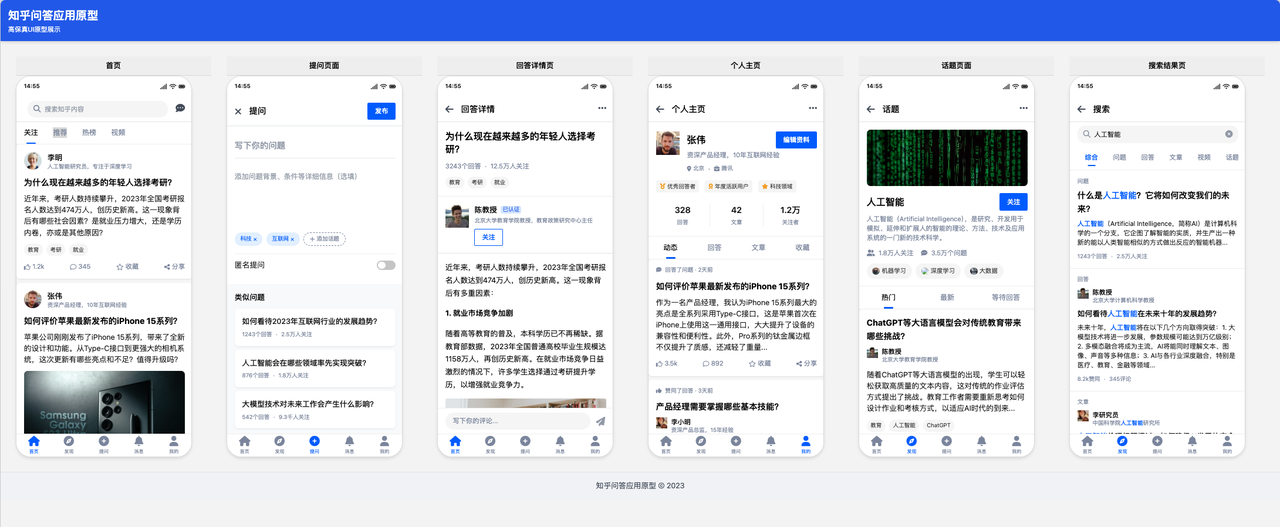 知乎问答应用原型
高保真UI原型展示
首页
14:55
搜索知乎内容
关注 推荐 热榜 视频
李明
人工智能研究员，专注于深度学习
为什么现在越来越多的年轻人选择考研？
近年来，考研人数持续攀升，2023年全国考研报
名人数达到474万人，创历史新高。这一现象背
后有哪些社会因素？是就业压力增大，还是学历
内卷，亦或是其他原因？
教育 考研 就业
1.2k 345 收藏 分享
张伟
资深产品经理，10年互联网经验
如何评价苹果最新发布的iPhone 15系列？
苹果公司刚刚发布了iPhone 15系列，带来了全新
的设计和功能，从Type-C接口到更强大的相机系
统，这次更新有哪些亮点和不足？值得升级吗？
SAMSUNG
Galaxy
首页 发现 提问 消息 我的
提问页面
14:55
提问 发布
写下你的问题
添加问题背景、条件等详细信息（选填）
科技 × 互联网 × + 添加话题
匿名提问
类似问题
如何看待2023年互联网行业的发展趋势？
1243个回答 · 2.5万人关注
人工智能会在哪些领域率先实现突破？
876个回答 · 1.8万人关注
大模型技术对未来工作会产生什么影响？
542个回答 · 9.3千人关注
首页 发现 提问 消息 我的
回答详情页
14:55
回答详情
为什么现在越来越多的年轻人选择考
研？
3243个回答 · 12.5万人关注
教育 考研 就业
陈教授 已认证
北京大学教育学院教授，教育政策研究中心主任
关注
近年来，考研人数持续攀升，2023年全国考研报
名人数达到474万人，创历史新高。这一现象背
后有多重因素：
1. 就业市场竞争加剧
随着高等教育的普及，本科学历已不再稀缺。据
教育部数据，2023年全国普通高校毕业生规模达
1158万人，再创历史新高。在就业市场竞争日益
激烈的情况下，许多学生选择通过考研提升学
历，以增强就业竞争力。
写下你的评论...
首页 发现 提问 消息 我的
个人主页
14:55
个人主页
张伟 编辑资料
资深产品经理，10年互联网经验
北京 · 腾讯
优秀回答者 年度活跃用户 科技领域
328 42 1.2万
回答 文章 关注者
动态 回答 文章 收藏
回答了问题 · 2天前
如何评价苹果最新发布的iPhone 15系列？
作为一名产品经理，我认为iPhone 15系列最大的
亮点是全系列采用Type-C接口，这是苹果首次在
iPhone上使用这一通用接口，大大提升了设备的
兼容性和便利性。此外，Pro系列的钛金属边框
不仅提升了质感，还减轻了重量...
3.5k 892 收藏 分享
赞同了回答 · 3天前
产品经理需要掌握哪些基本技能？
李小明
资深产品总监，15年经验
首页 发现 提问 消息 我的
话题页面
14:55
话题
人工智能 关注
人工智能（Artificial Intelligence），是研究、开发用于
模拟、延伸和扩展人的智能的理论、方法、技术及应用
系统的一门新的技术科学。
1.8万人关注 3.5万个问题
机器学习 深度学习 大数据
热门 最新 等待回答
ChatGPT等大语言模型会对传统教育带来
哪些挑战？
陈教授
北京大学教育学院教授
随着ChatGPT等大语言模型的出现，学生可以轻
松获取高质量的文本内容，这对传统的作业评估
方式提出了挑战。教育工作者需要重新思考如何
设计作业和考核方式，以适应AI时代的到来...
教育 人工智能 ChatGPT
首页 发现 提问 消息 我的
搜索结果页
14:55
搜索
人工智能
综合 问题 回答 文章 视频 话题
问题
什么是人工智能？它将如何改变我们的未
来？
人工智能（Artificial Intelligence，简称AI）是计算机科
学的一个分支，它企图了解智能的实质，并生产出一种
新的能以人类智能相似的方式做出反应的智能机器...
1243个回答 · 2.5万人关注
回答
陈教授
北京大学计算机科学教授
如何看待人工智能在未来十年的发展趋势？
未来十年，人工智能将在以下几个方向取得突破：1. 大
模型技术将进一步发展，参数规模可能达到万亿级别；
2. 多模态融合将成为主流，AI将能同时理解文本、图
像、声音等多种信息；3. AI与各行业深度融合，特别是
医疗、教育、金融等领域...
8.2k赞同 · 345评论
文章
李研究员
中国科学院人工智能研究所
首页 发现 提问 消息 我的
知乎问答应用原型 © 2023